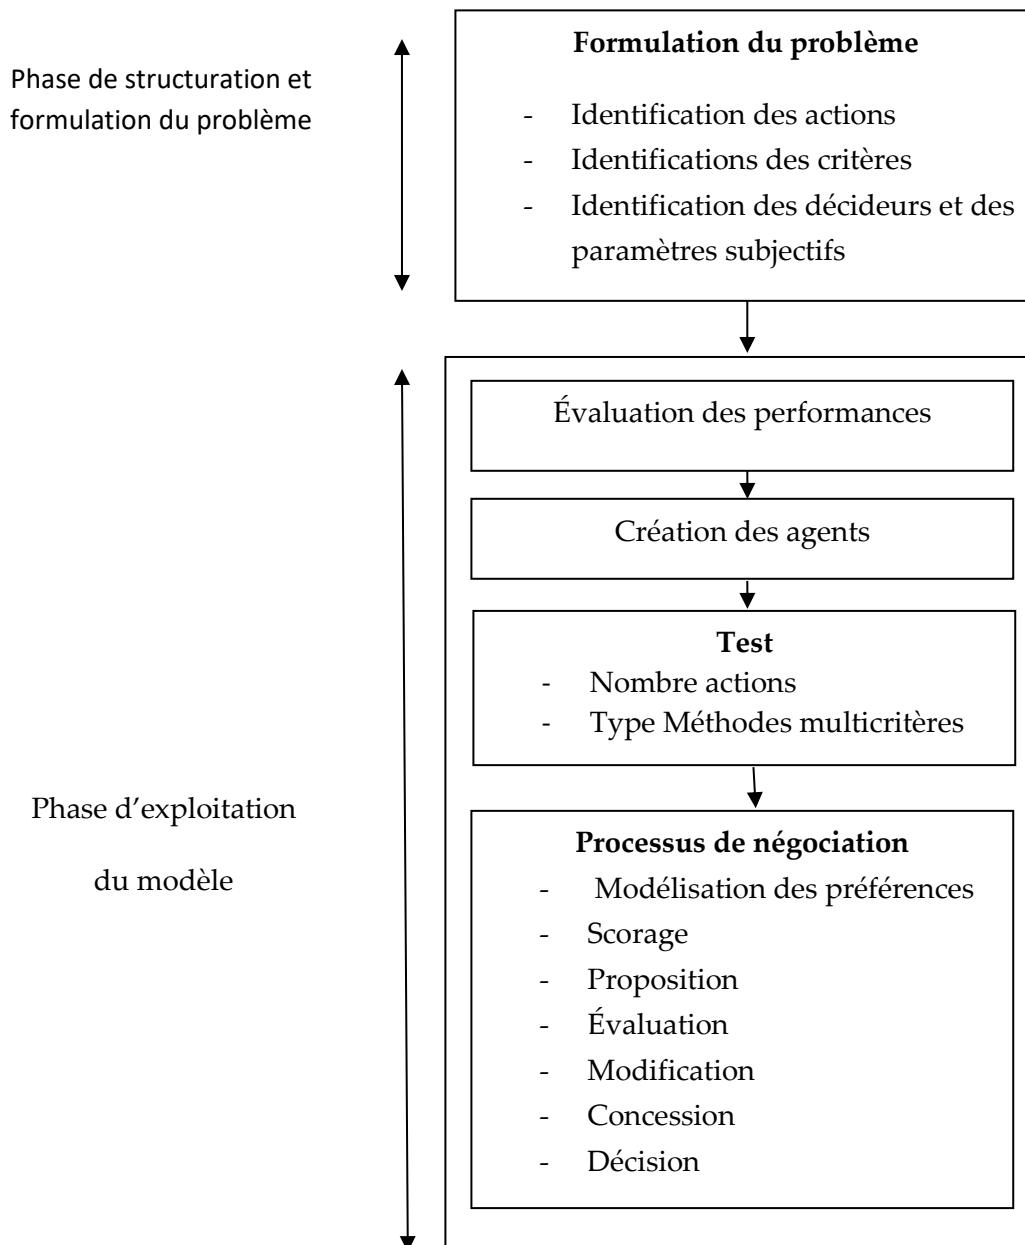 Phase de structuration et
formulation du problème
Formulation du problème
- Identification des actions
- Identifications des critères
- Identification des décideurs et des
paramètres subjectifs
Évaluation des performances
Création des agents
Test
- Nombre actions
- Type Méthodes multicritères
Phase d’exploitation
du modèle
Processus de négociation
- Modélisation des préférences
- Scorage
- Proposition
- Évaluation
- Modification
- Concession
- Décision